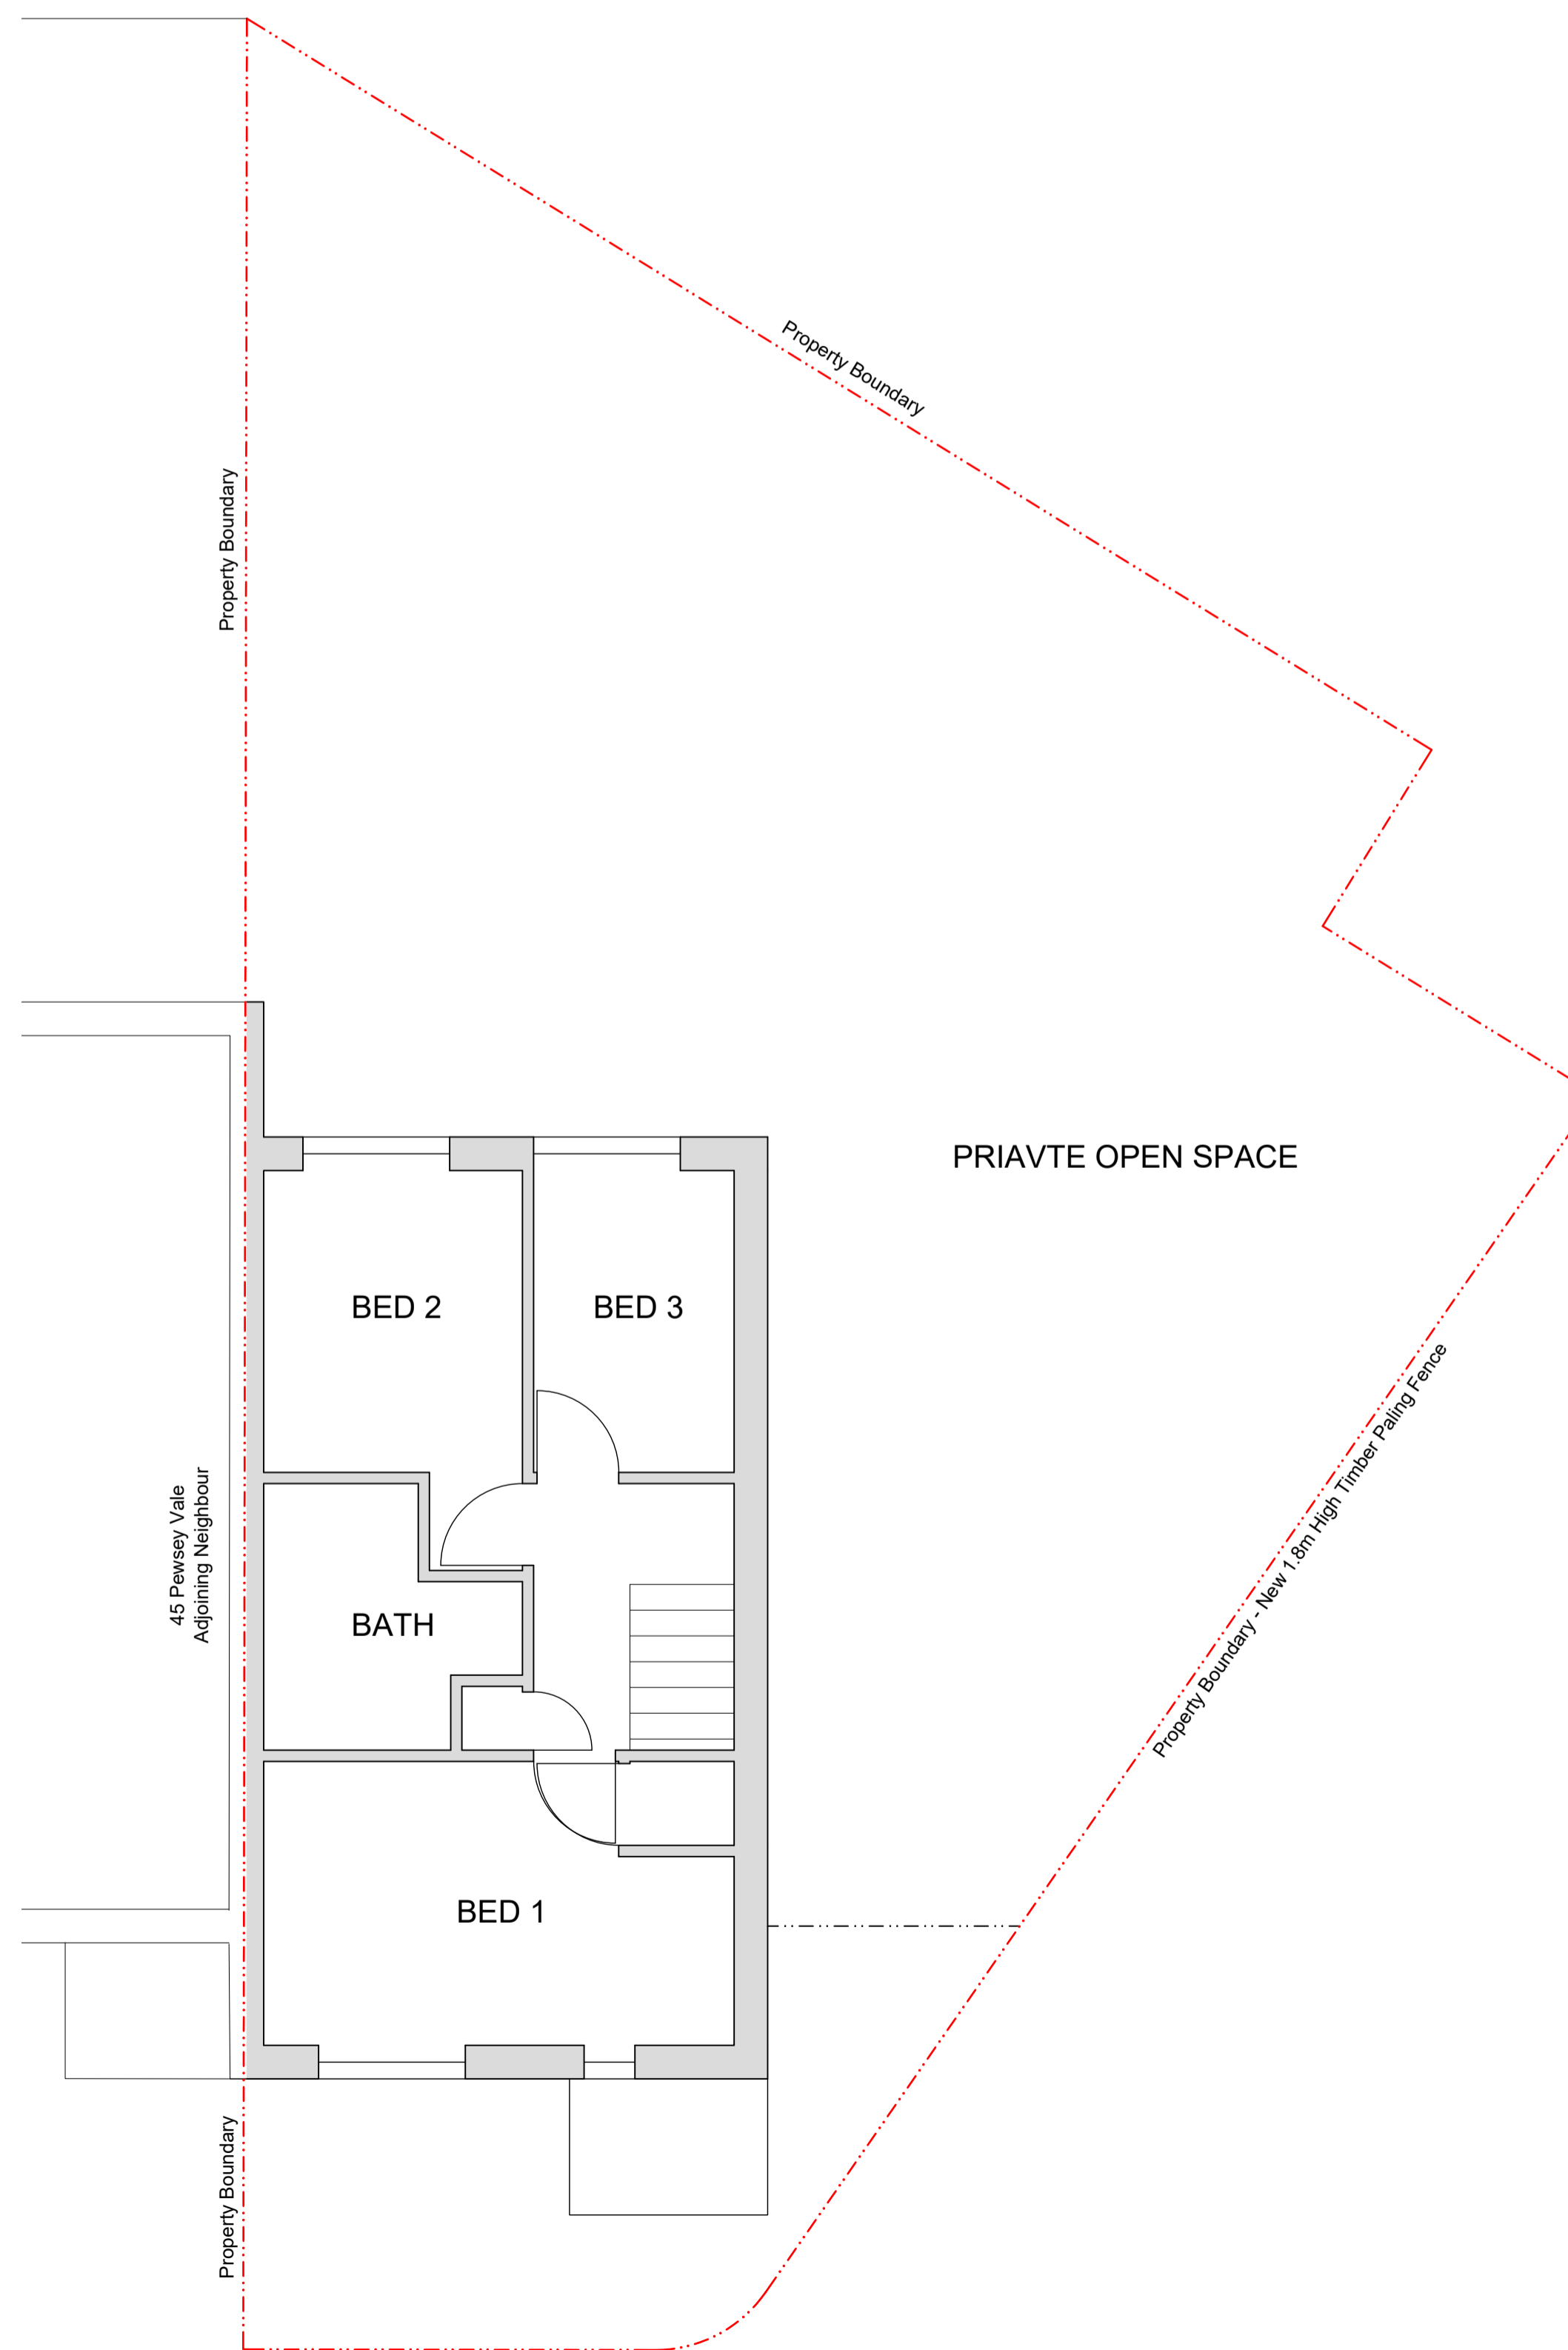 Property Boundary
Property Boundary
PRIAVTE OPEN SPACE
BED 2
BED 3
Property Boundary - New 1.8m High Timber Paling Fence
45 Pewsey Vale
Adjoining Neighbour
BATH
BED 1
Property Boundary